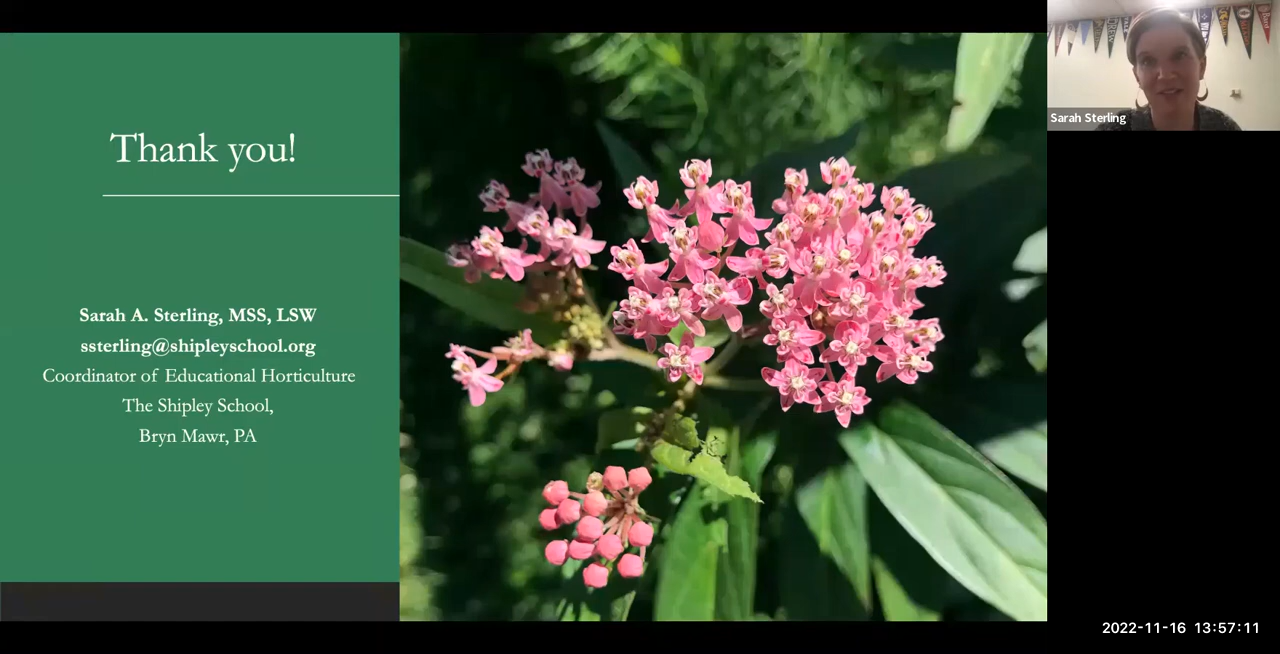 Thank you!
Sarah A. Sterling, MSS, LSW
ssterling@shipleyschool.org
Coordinator of Educational Horticulture
The Shipley School,
Bryn Mawr, PA
Sarah Sterling
2022-11-16 13:57:11